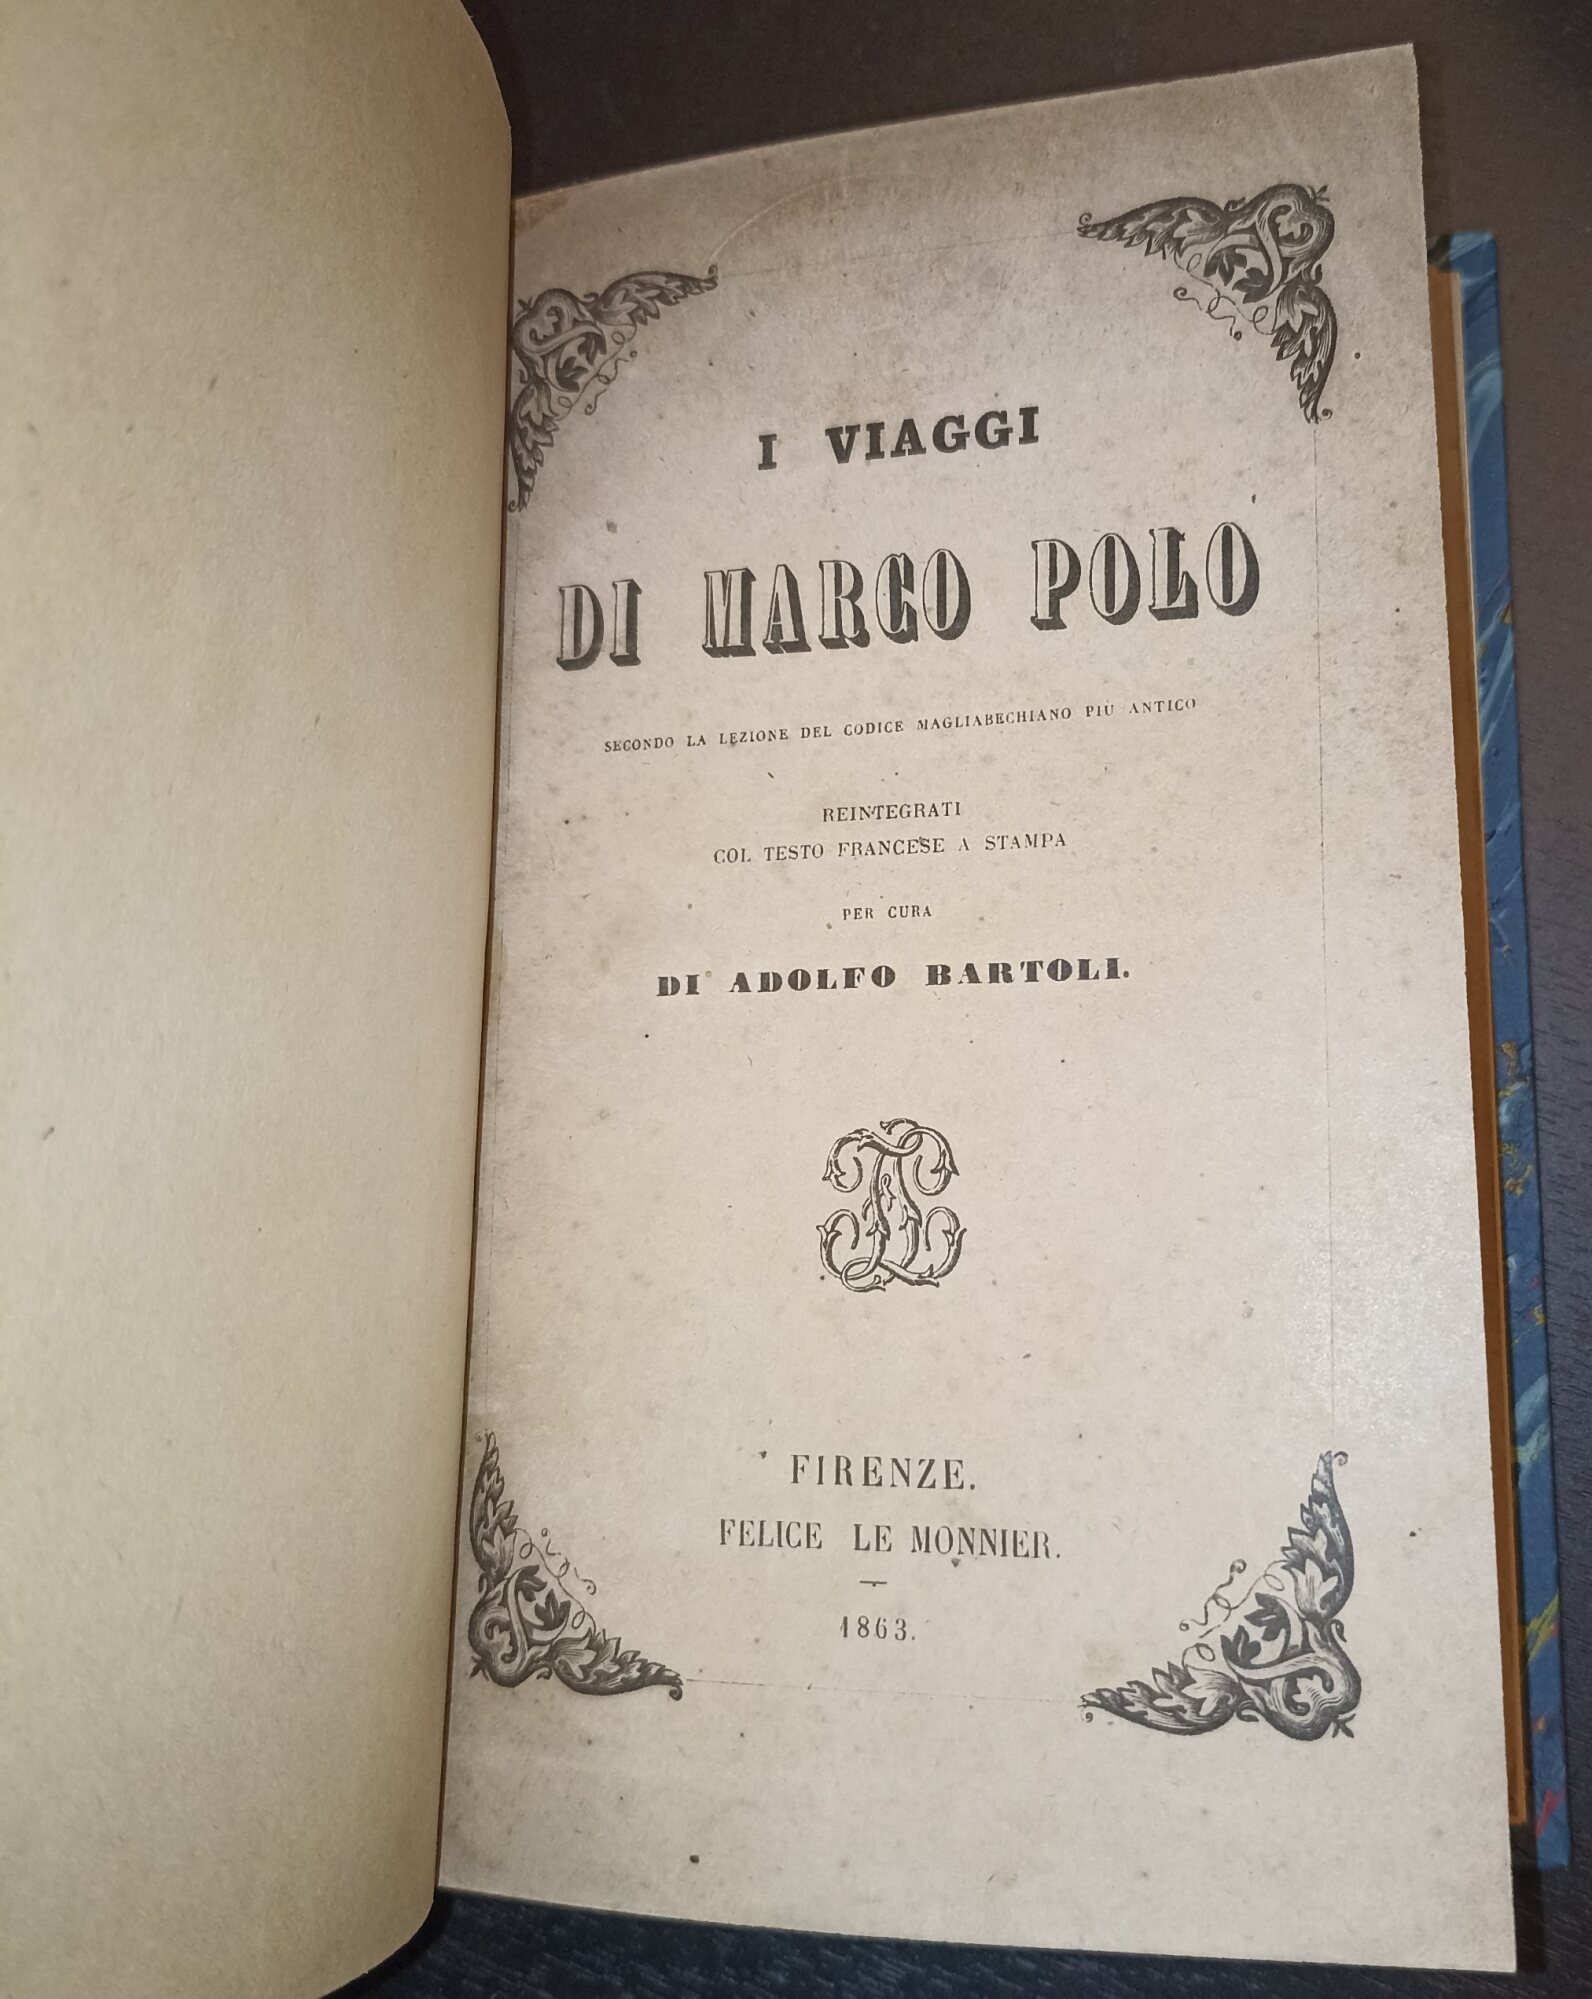 I VIAGGI
DI MARCO POLO
SECONDO LA LEZIONE DEL CODICE MAGLIABECHIANO PIÙ ANTICO
REINTEGRATI
COL TESTO FRANCESE A STAMPA
PER CURA
DI ADOLFO BARTOLI.
FIRENZE.
FELICE LE MONNIER.
1863.